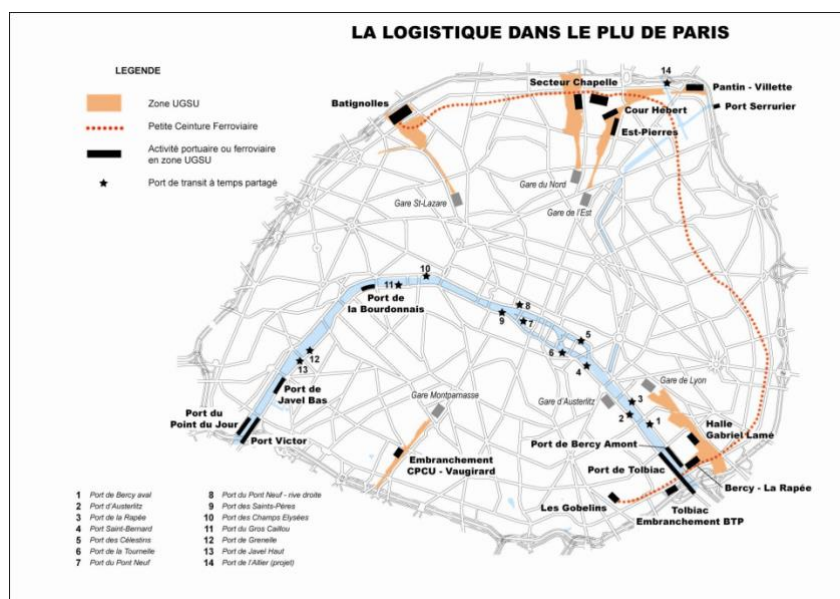 LA LOGISTIQUE DANS LE PLU DE PARIS
LEGENDE
Zone UGSU
Petite Ceinture Ferroviaire
Activité portuaire ou ferroviaire
en zone UGSU
Port de transit à temps partagé
14
Secteur Chapelle
Pantin - Villette
Batignolles
Cour Hébert
Port Serrurier
Est-Pierres
Gare du Nord
Gare St-Lazare
Gare de l'Est
10
11
Port de
la Bourdonnais
8
9
7
12
13
5
6
4
Port de
Javel Bas
Gare Montparnasse
Gare de Lyon
Gare d'Austerlitz
3
2
1
Port du
Point du Jour
Port Victor
Halle
Gabriel Lamé
Port de Bercy Amont
Embranchement
CPCU - Vaugirard
Port de Tolbiac
Bercy - La Rapée
Les Gobelins
Tolbiac
Embranchement BTP
1 Port de Bercy aval
2 Port d'Austerlitz
3 Port de la Rapée
4 Port Saint-Bernard
5 Port des Célestins
6 Port de la Tournelle
7 Port du Pont Neuf
8 Port du Pont Neuf - rive droite
9 Port des Saints-Pères
10 Port des Champs Elysées
11 Port du Gros Caillou
12 Port de Grenelle
13 Port de Javel Haut
14 Port de l'Allier (projet)